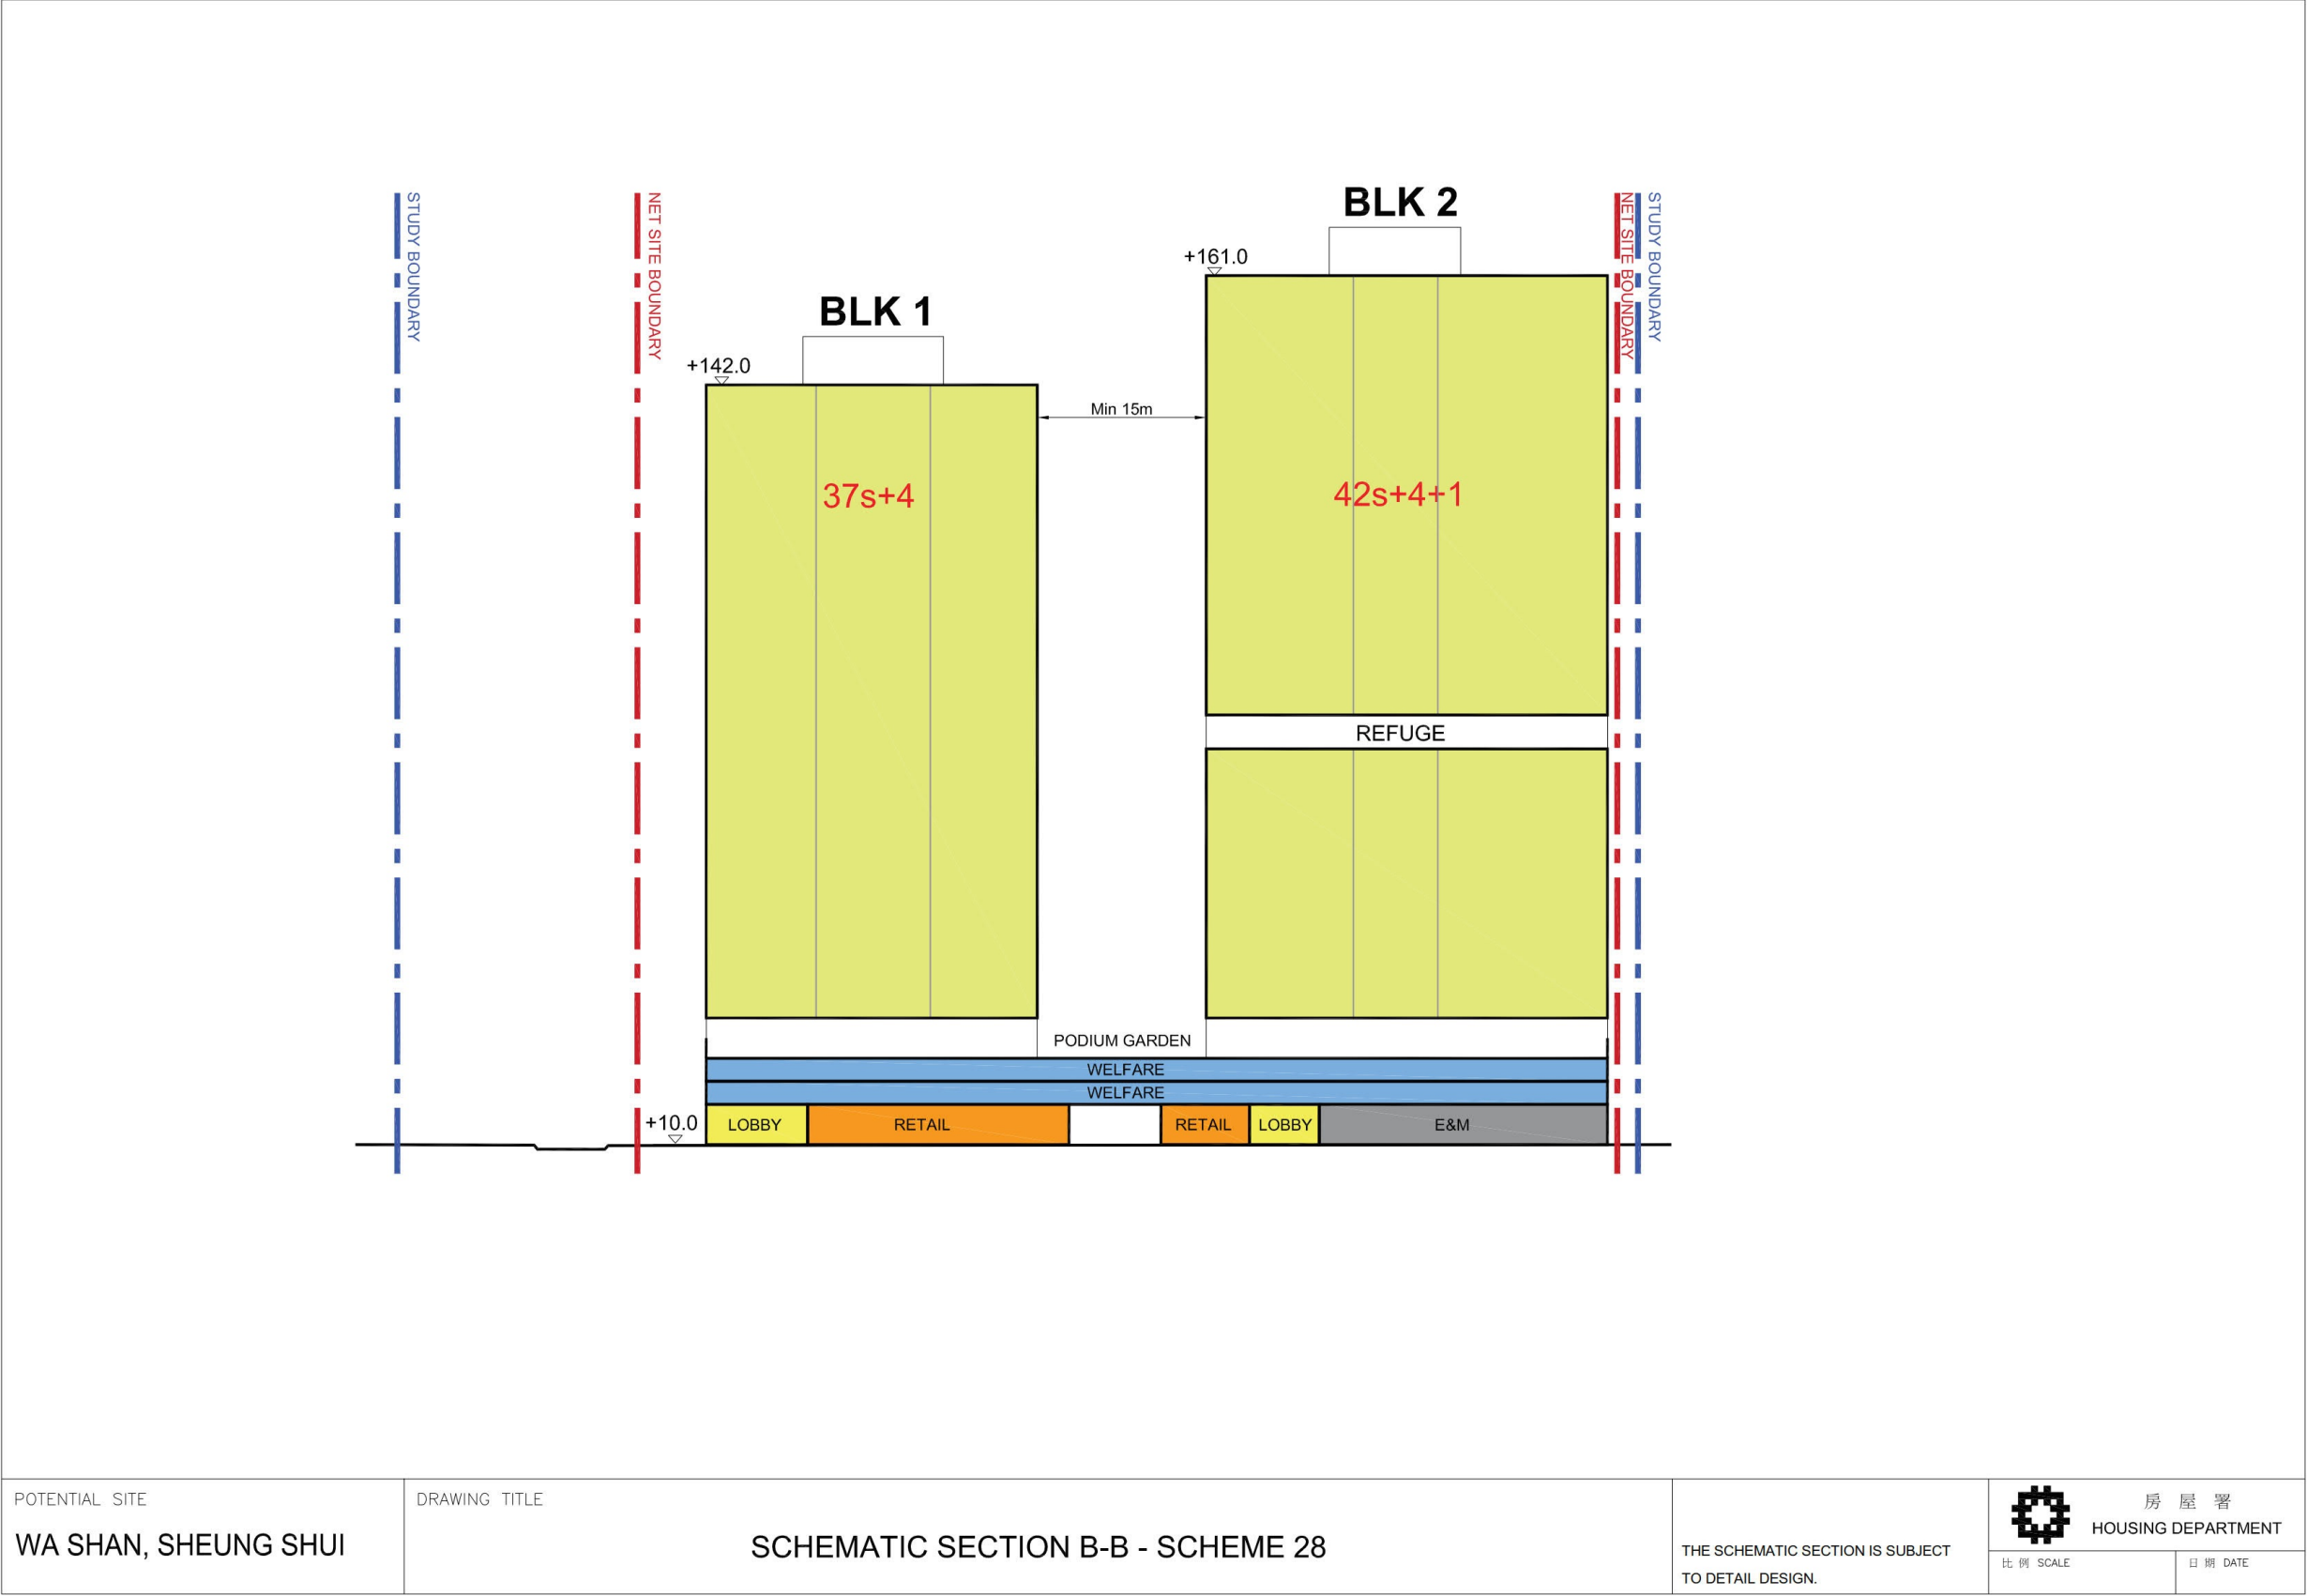 STUDY BOUNDARY
NET SITE BOUNDARY
BLK 1
+142.0
37s+4
Min 15m
BLK 2
+161.0
42s+4+1
REFUGE
NET SITE BOUNDARY
STUDY BOUNDARY
PODIUM GARDEN
WELFARE
WELFARE
+10.0
LOBBY
RETAIL
RETAIL
LOBBY
E&M
POTENTIAL SITE
WA SHAN, SHEUNG SHUI
DRAWING TITLE
SCHEMATIC SECTION B-B - SCHEME 28
THE SCHEMATIC SECTION IS SUBJECT
TO DETAIL DESIGN.
房屋署
HOUSING DEPARTMENT
比例 SCALE
日期 DATE